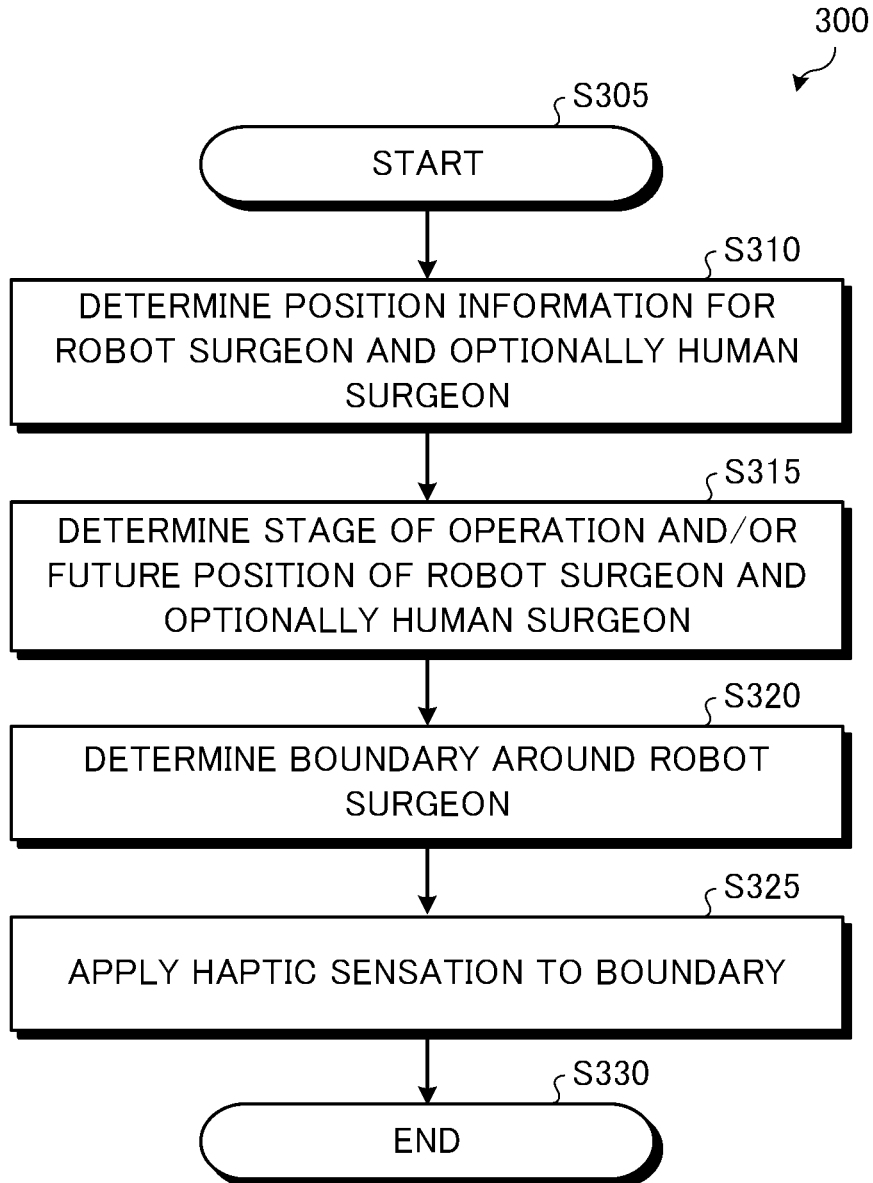 300
S305
START
S310
DETERMINE POSITION INFORMATION FOR
ROBOT SURGEON AND OPTIONALLY HUMAN
SURGEON
S315
DETERMINE STAGE OF OPERATION AND/OR
FUTURE POSITION OF ROBOT SURGEON AND
OPTIONALLY HUMAN SURGEON
S320
DETERMINE BOUNDARY AROUND ROBOT
SURGEON
S325
APPLY HAPTIC SENSATION TO BOUNDARY
S330
END